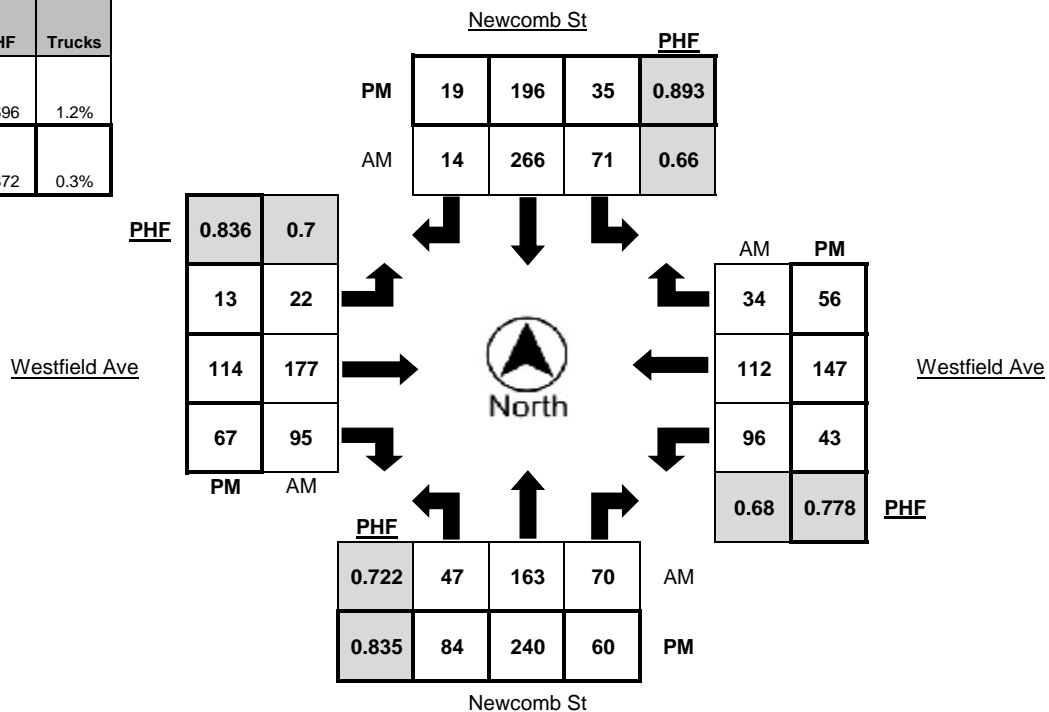 Newcomb St
Trucks
PHF
PM 19 196 35 0.893
1.2%
AM 14 266 71 0.66
0.3%
PHF 0.836 0.7
AM PM
13 22
34 56
Westfield Ave 114 177
112 147 Westfield Ave
North
67 95
96 43
PM AM
0.68 0.778 PHF
PHF
0.722 47 163 70 AM
0.835 84 240 60 PM
Newcomb St